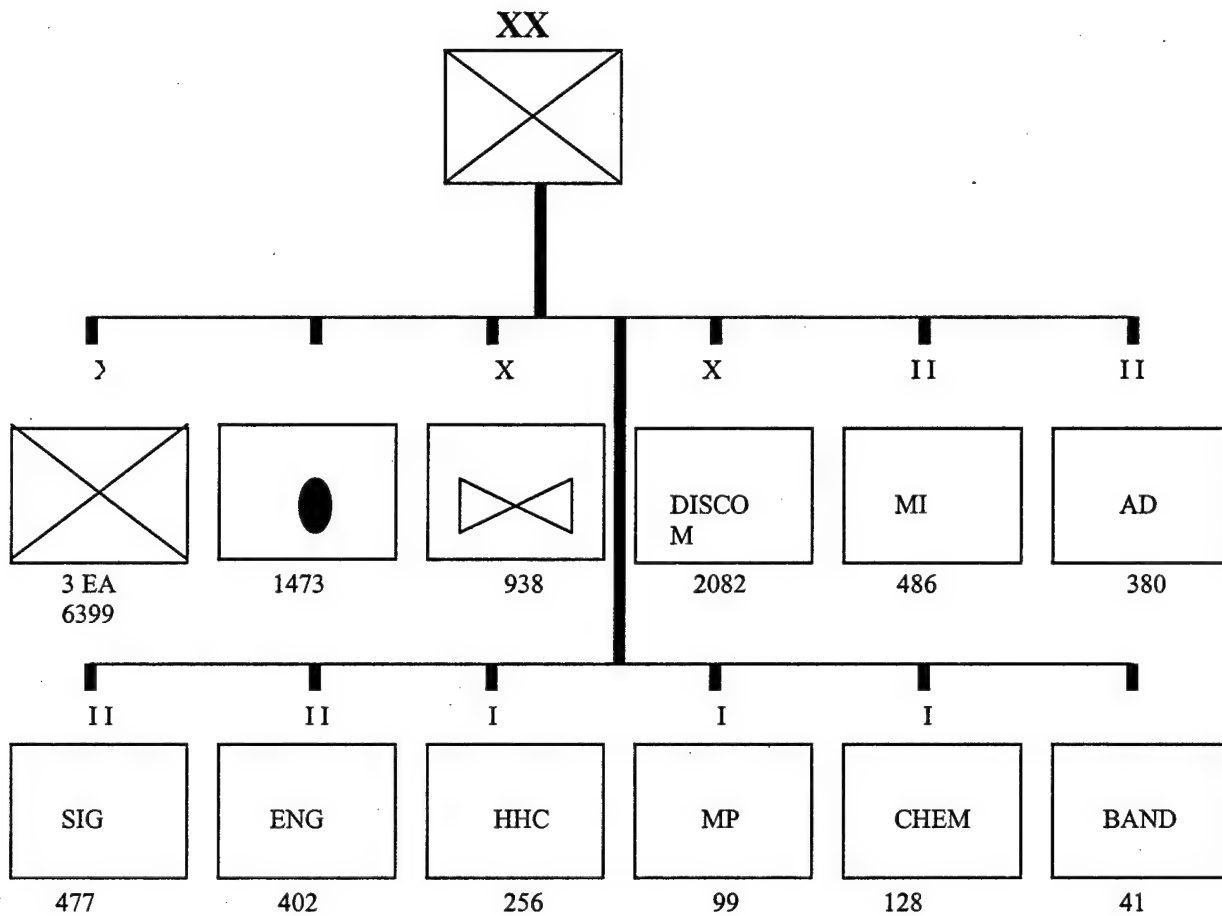 XX
X X II II
DISCO
M
MI
AD
3 EA
6399
1473
938
2082
486
380
II II I I I
SIG
ENG
HHC
MP
CHEM
BAND
477
402
256
99
128
41